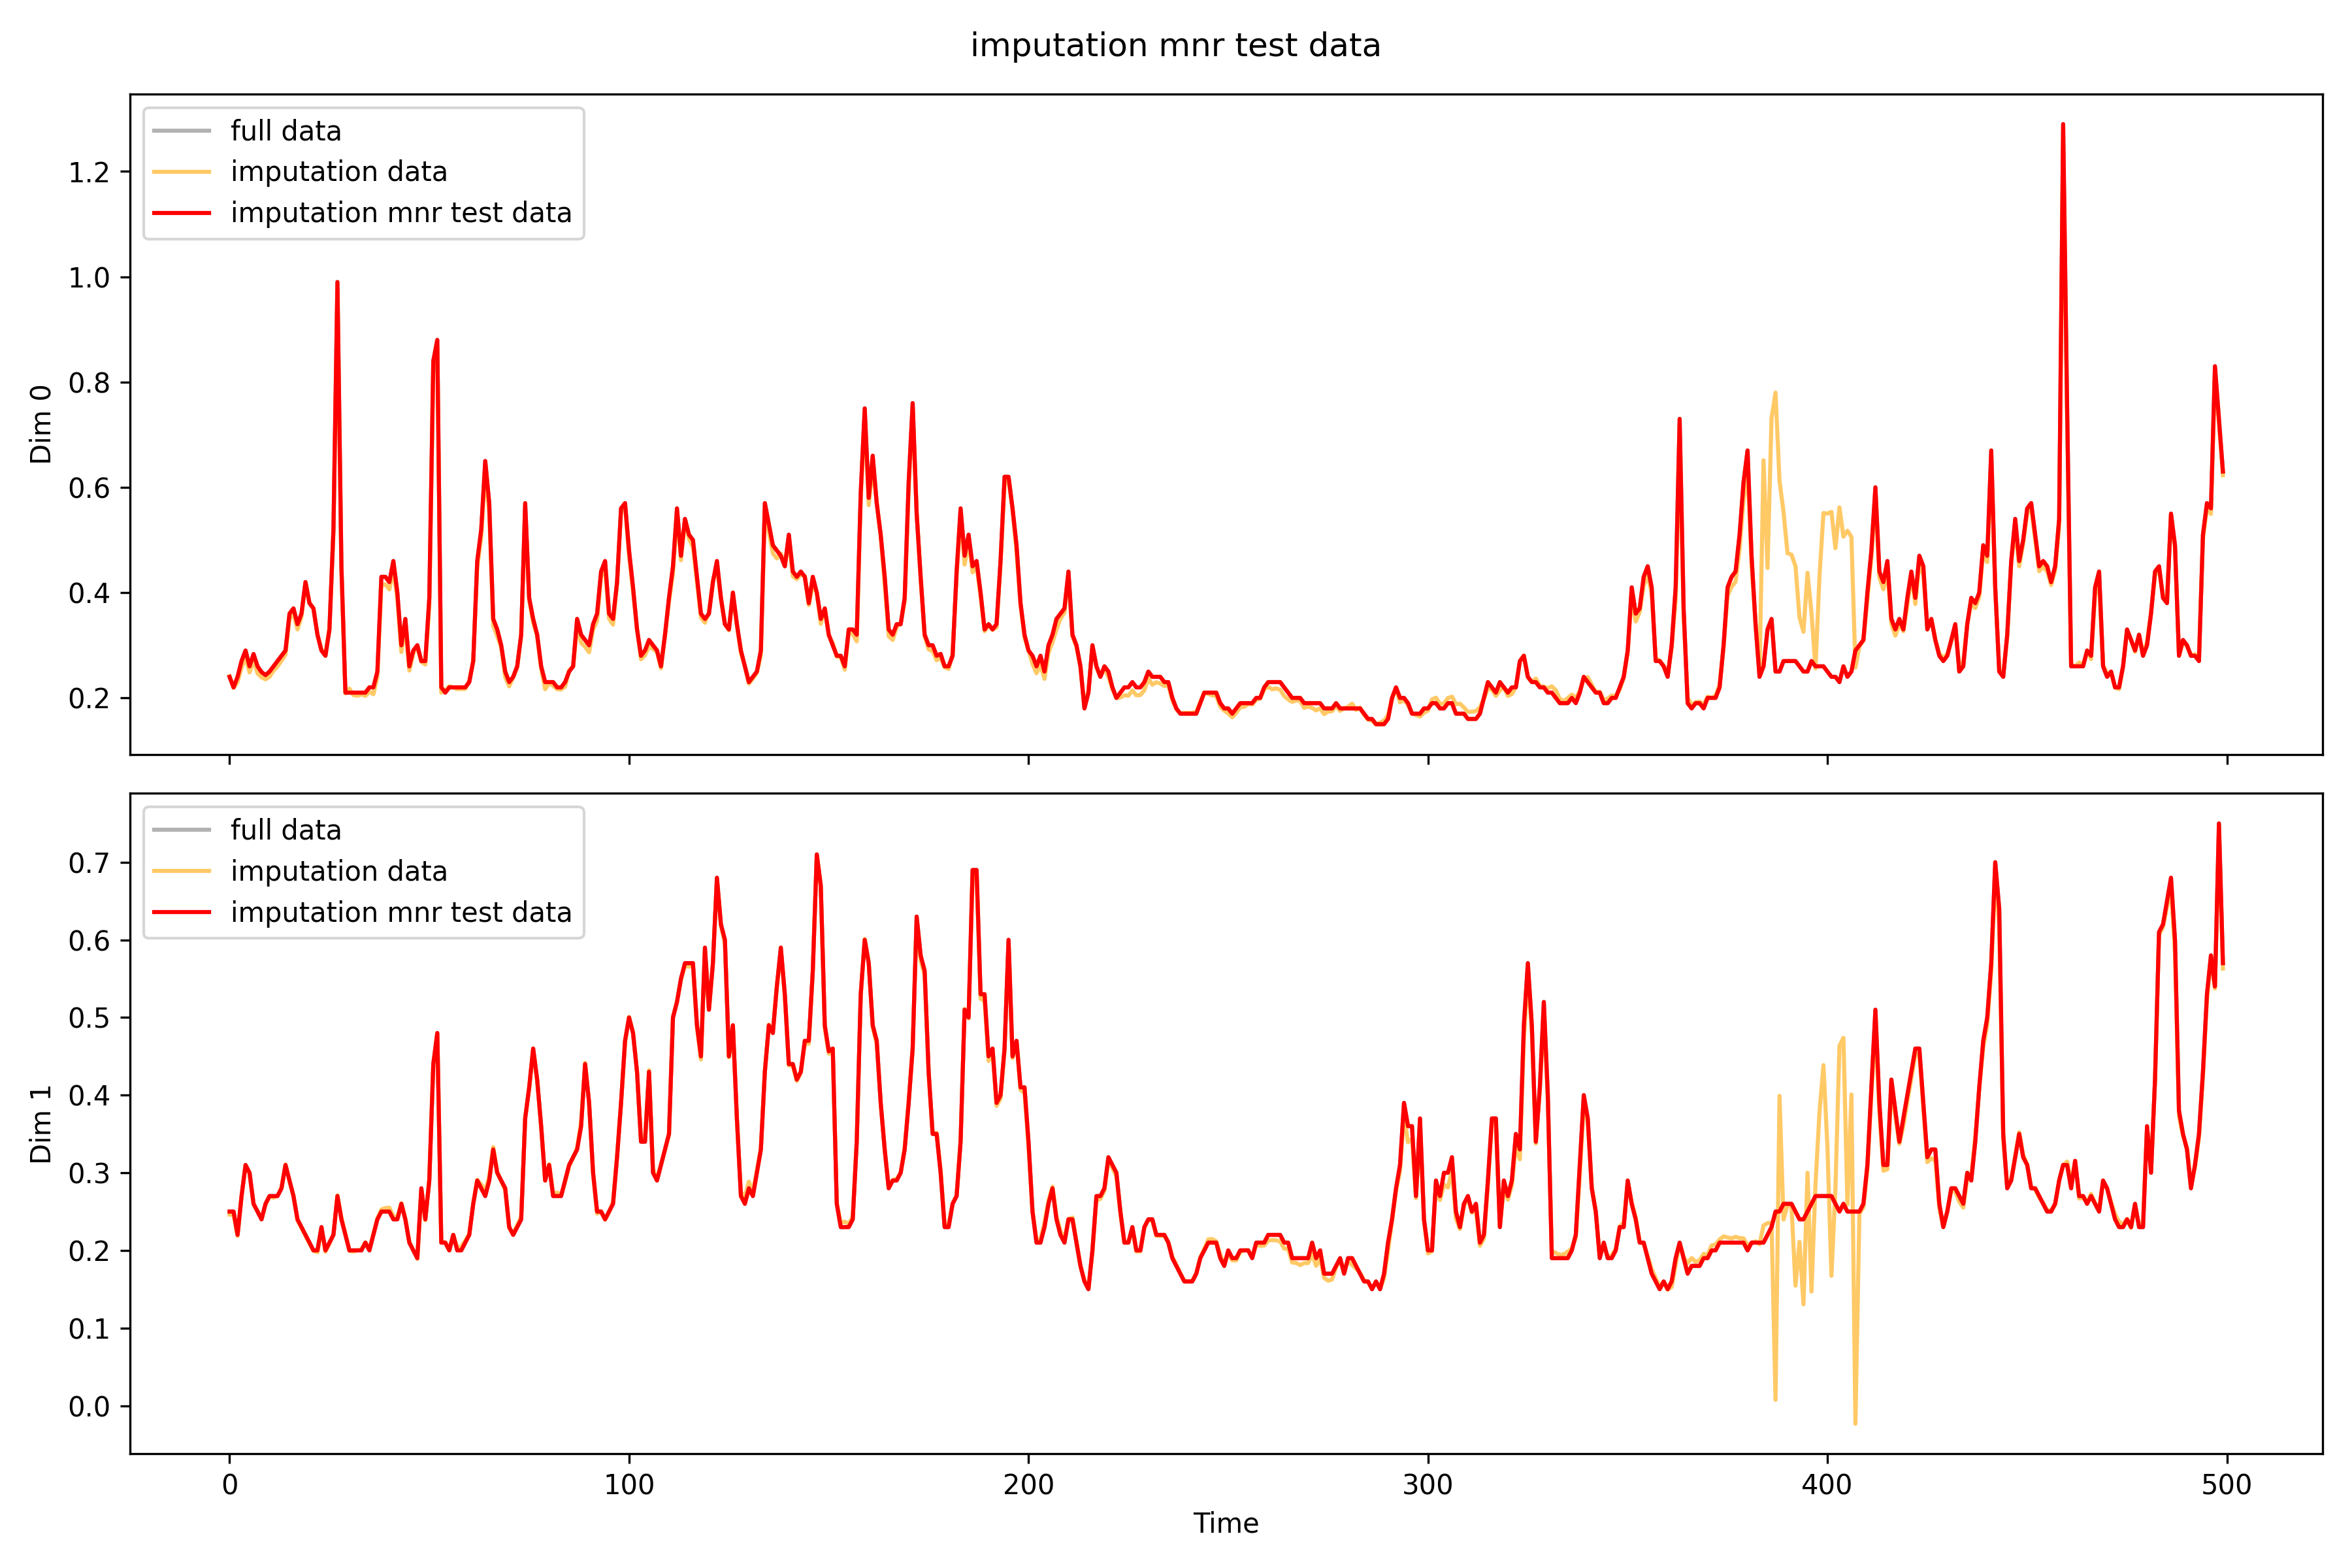 imputation mnr test data
full data
imputation data
imputation mnr test data
1.2
1.0
0.8
0.6
0.4
0.2
Dim 0
full data
imputation data
imputation mnr test data
0.7
0.6
0.5
0.4
0.3
0.2
0.1
0.0
Dim 1
0 100 200 300 400 500
Time